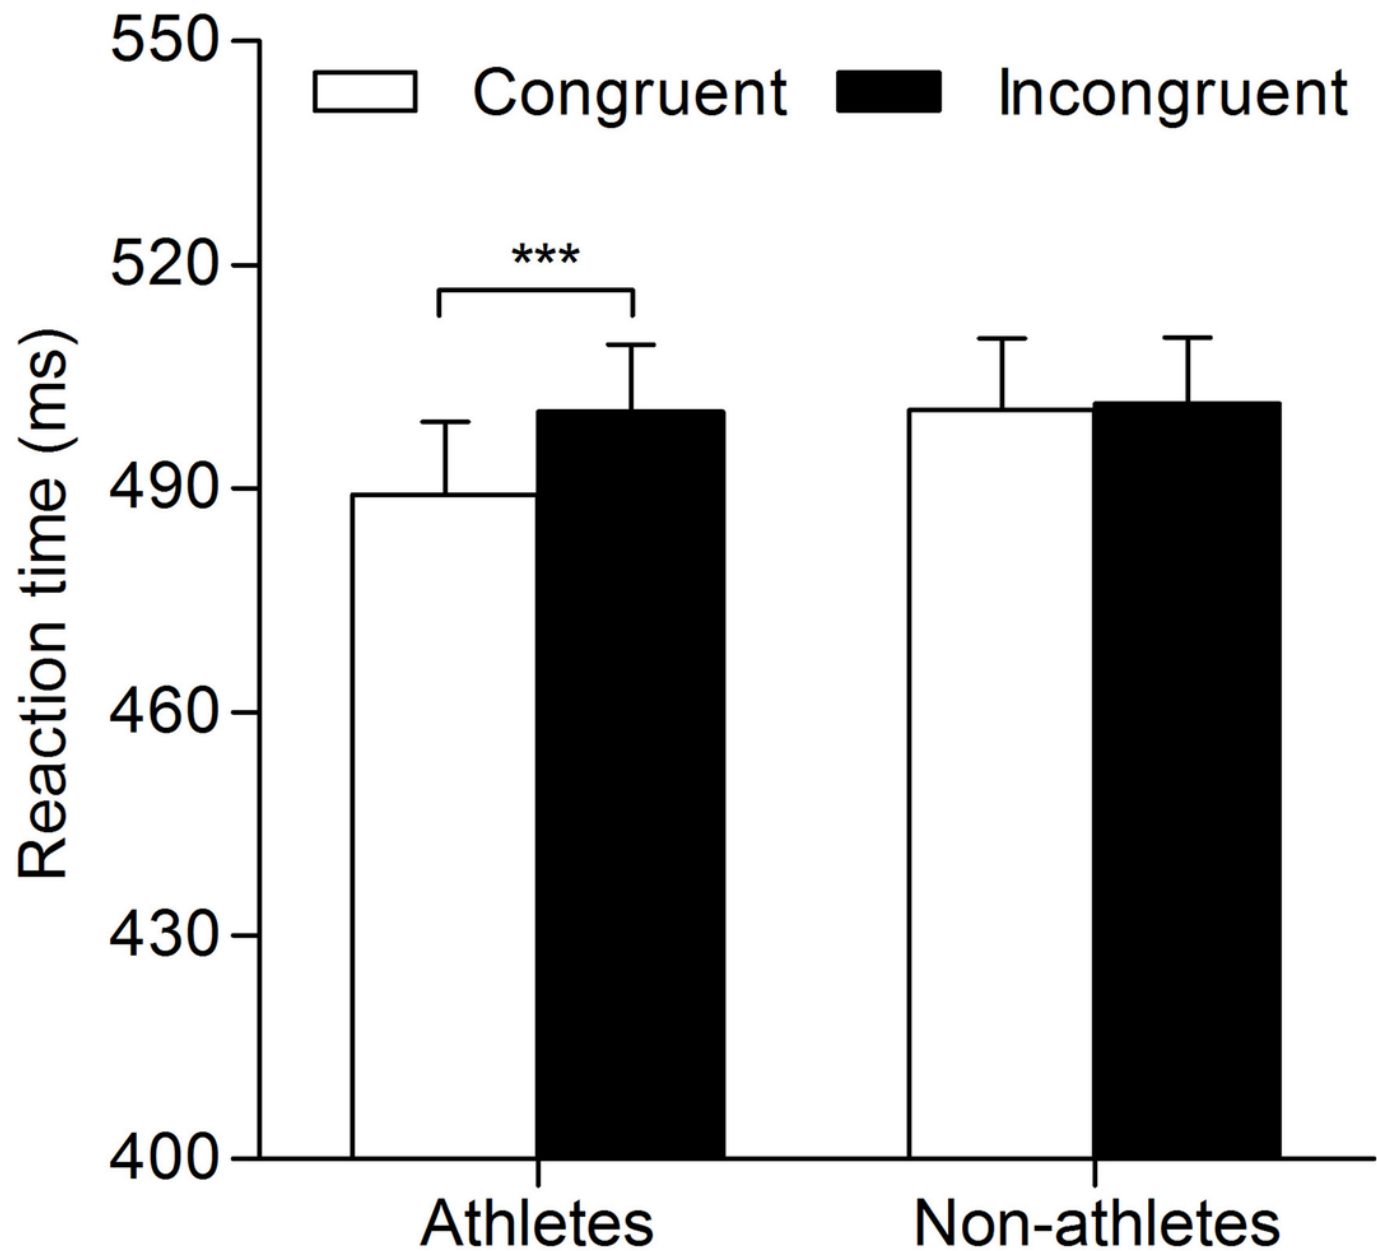 550
Congruent Incongruent
520
***
490
460
430
400
Reaction time (ms)
Athletes Non-athletes